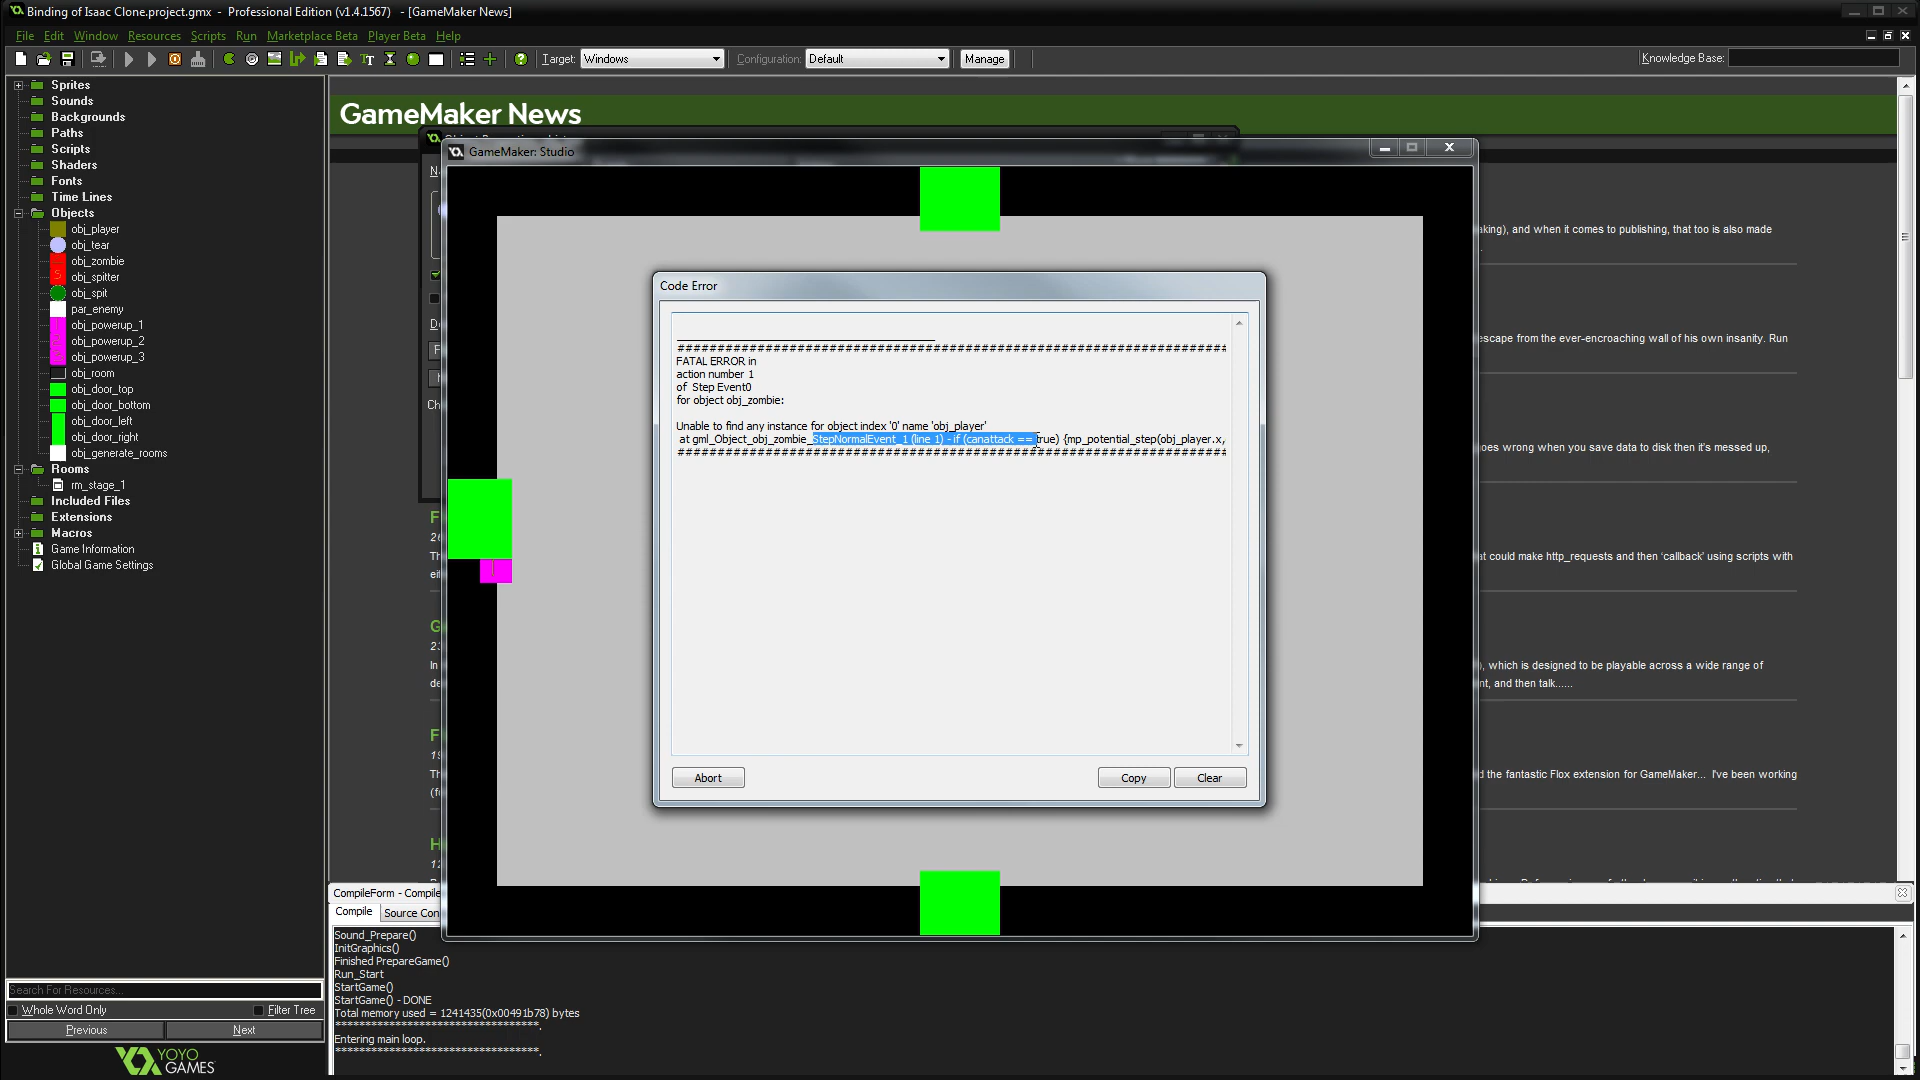 Binding of Isaac Clone.project.gmx - Professional Edition (v1.4.1567) - [GameMaker News]
File Edit Window Resources Scripts Run Marketplace Beta Player Beta Help
Target: Windows Configuration: Default Manage Knowledge Base:
Sprites
Sounds
Backgrounds
Paths
Scripts
Shaders
Fonts
Time Lines
Objects
obj_player
obj_tear
obj_zombie
obj_spitter
obj_spit
par_enemy
obj_powerup_1
obj_powerup_2
obj_powerup_3
obj_room
obj_door_top
obj_door_bottom
obj_door_left
obj_door_right
obj_generate_rooms
Rooms
rm_stage_1
Included Files
Extensions
Macros
Game Information
Global Game Settings
Search For Resources...
Whole Word Only Filter Tree
Previous Next
YOYO
GAMES
GameMaker News
GameMaker: Studio
Code Error
############################################################
FATAL ERROR in
action number 1
of Step Event0
for object obj_zombie:
Unable to find any instance for object index '0' name 'obj_player'
at gml_Object_obj_zombie_StepNormalEvent_1 (line 1) - if (canattack == true) {mp_potential_step(obj_player.x,
############################################################
Abort Copy Clear
king), and when it comes to publishing, that too is also made
scape from the ever-encroaching wall of his own insanity. Run
oes wrong when you save data to disk then it's messed up,
at could make http_requests and then 'callback' using scripts with
), which is designed to be playable across a wide range of
nt, and then talk......
d the fantastic Flox extension for GameMaker... I've been working
CompileForm - Compile
Compile Source Con
Sound_Prepare()
InitGraphics()
Finished PrepareGame()
Run_Start
StartGame()
StartGame() - DONE
Total memory used = 1241435(0x00491b78) bytes
**********************************.
Entering main loop.
**********************************.